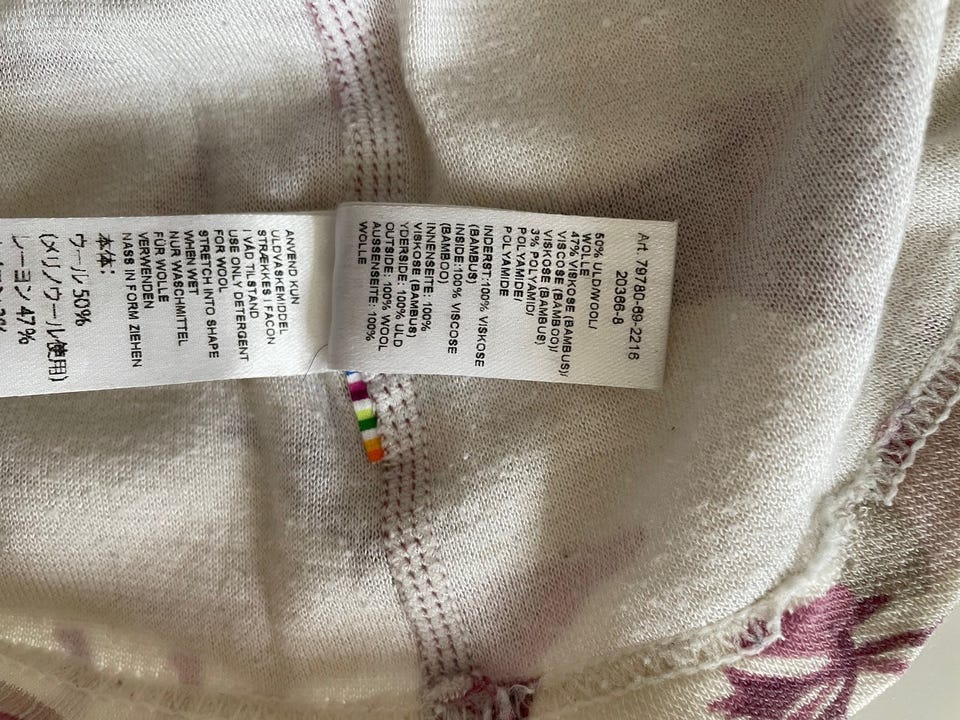 Art 79780-69-2216
20366-8
50% ULD/WOOL/
WOLLE
47% VISKOSE (BAMBUS)/
VISCOSE (BAMBOO)/
VISKOSE (BAMBUS)
3% POLYAMID/
POLYAMIDE/
POLYAMIDE
INDERST:100% VISKOSE
(BAMBUS)
INSIDE:100% VISCOSE
(BAMBOO)
INNENSEITE: 100%
VISKOSE (BAMBUS)
YDERSIDE: 100% ULD
OUTSIDE: 100% WOOL
AUSSENSEITE: 100%
WOLLE
ANVEND KUN
ULDVASKEMIDDEL
STRÆKKES I FACON
I VÅD TILSTAND
USE ONLY DETERGENT
FOR WOOL
STRETCH INTO SHAPE
WHEN WET
NUR WASCHMITTEL
FÜR WOLLE
VERWENDEN
NASS IN FORM ZIEHEN
本体:
ウール 50%
(メリノウール使用)
レーヨン 47%